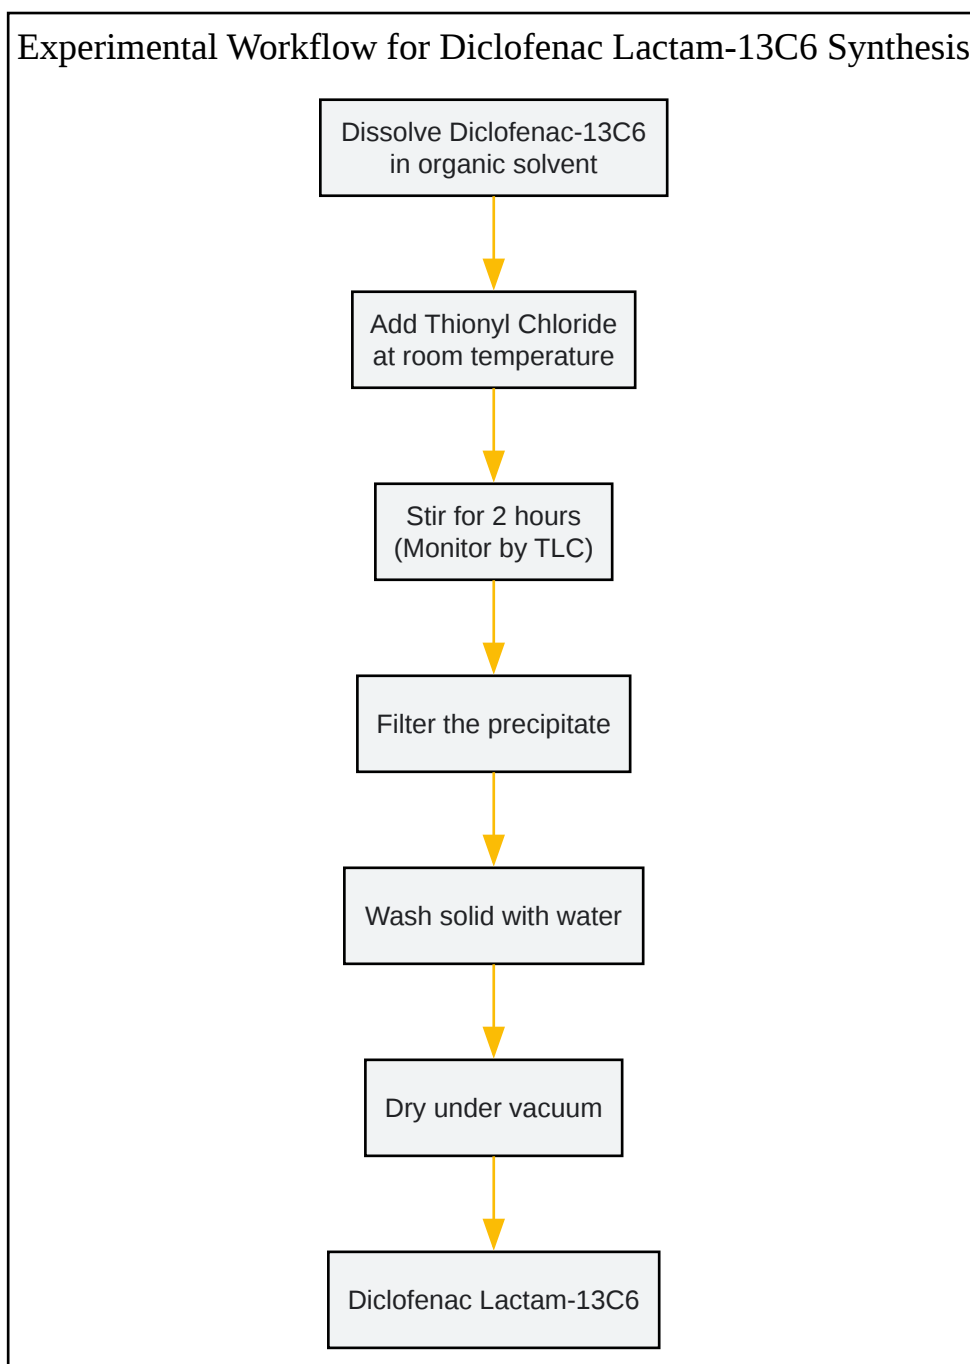 Experimental Workflow for Diclofenac Lactam-13C6 Synthesis
Dissolve Diclofenac-13C6
in organic solvent
Add Thionyl Chloride
at room temperature
Stir for 2 hours
(Monitor by TLC)
Filter the precipitate
Wash solid with water
Dry under vacuum
Diclofenac Lactam-13C6